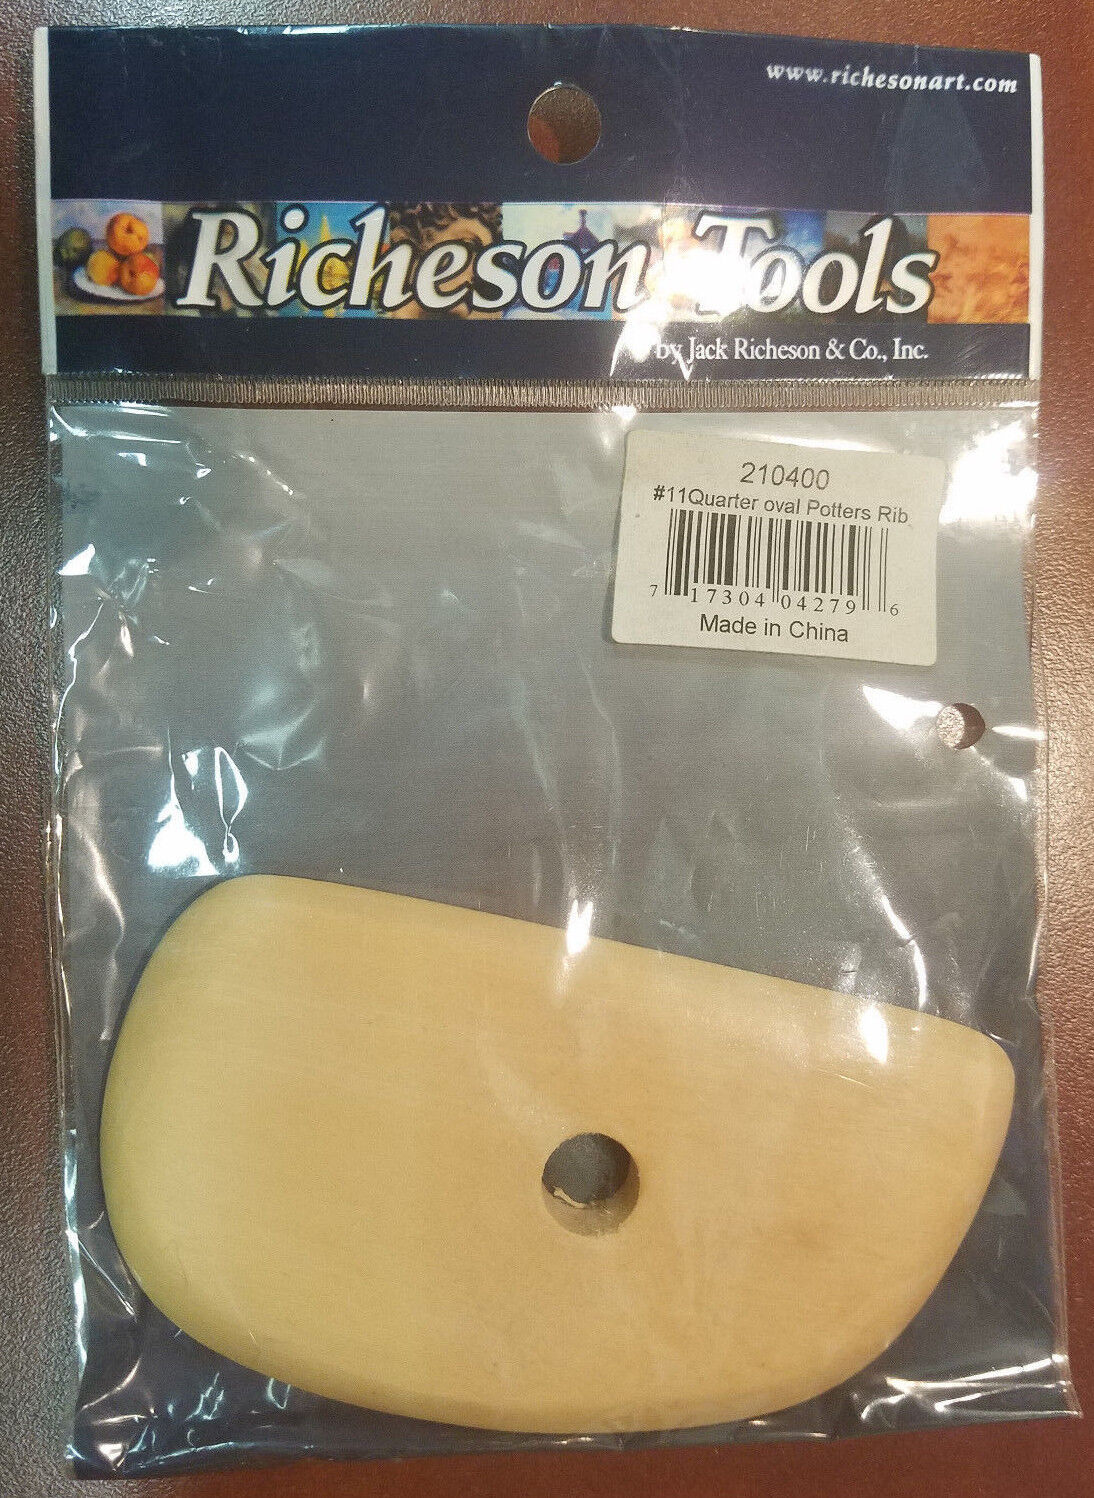 www.richesonart.com
Richeson Tools
by Jack Richeson & Co., Inc.
210400
#11Quarter oval Potters Rib
7 17304 04279 6
Made in China